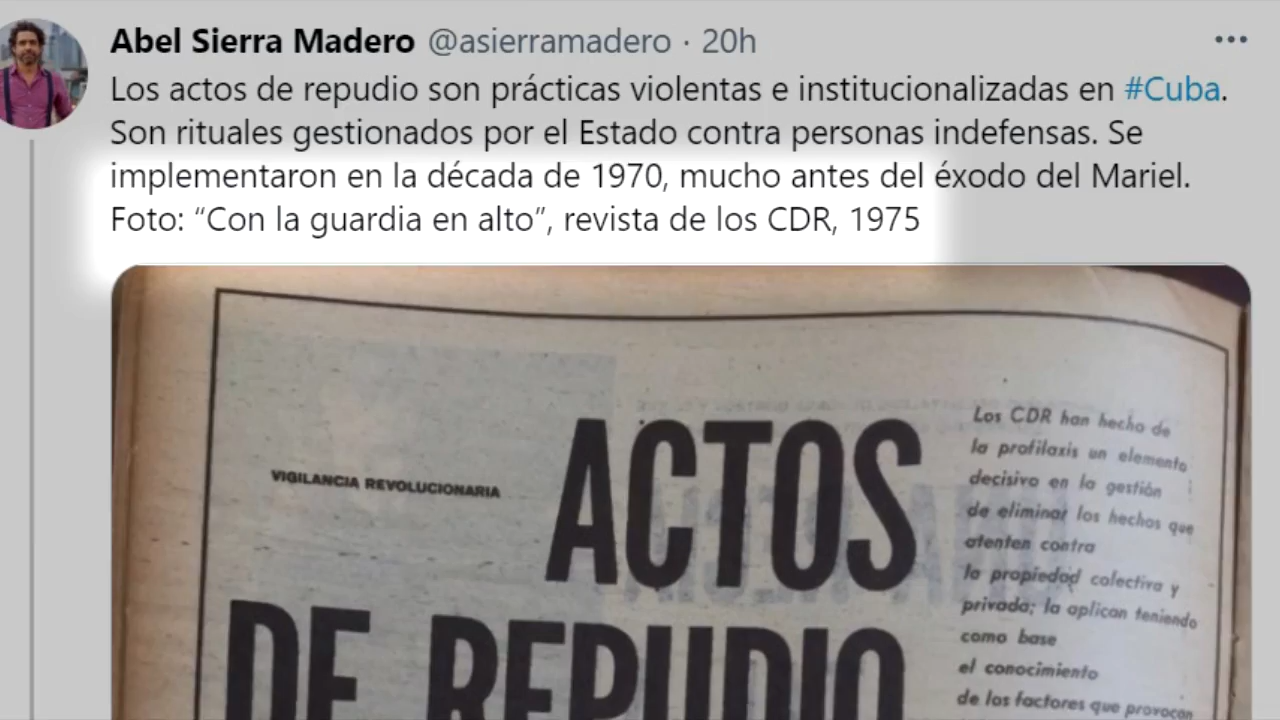 Abel Sierra Madero @asierramadero · 20h
Los actos de repudio son prácticas violentas e institucionalizadas en #Cuba.
Son rituales gestionados por el Estado contra personas indefensas. Se
implementaron en la década de 1970, mucho antes del éxodo del Mariel.
Foto: “Con la guardia en alto”, revista de los CDR, 1975
VIGILANCIA REVOLUCIONARIA
ACTOS
DE REPUDIO
Los CDR han hecho de
la profilaxis un elemento
decisivo en la gestión
de eliminar los hechos que
atenten contra
la propiedad colectiva y
privada; la aplican teniendo
como base
el conocimiento
de los factores que provocan